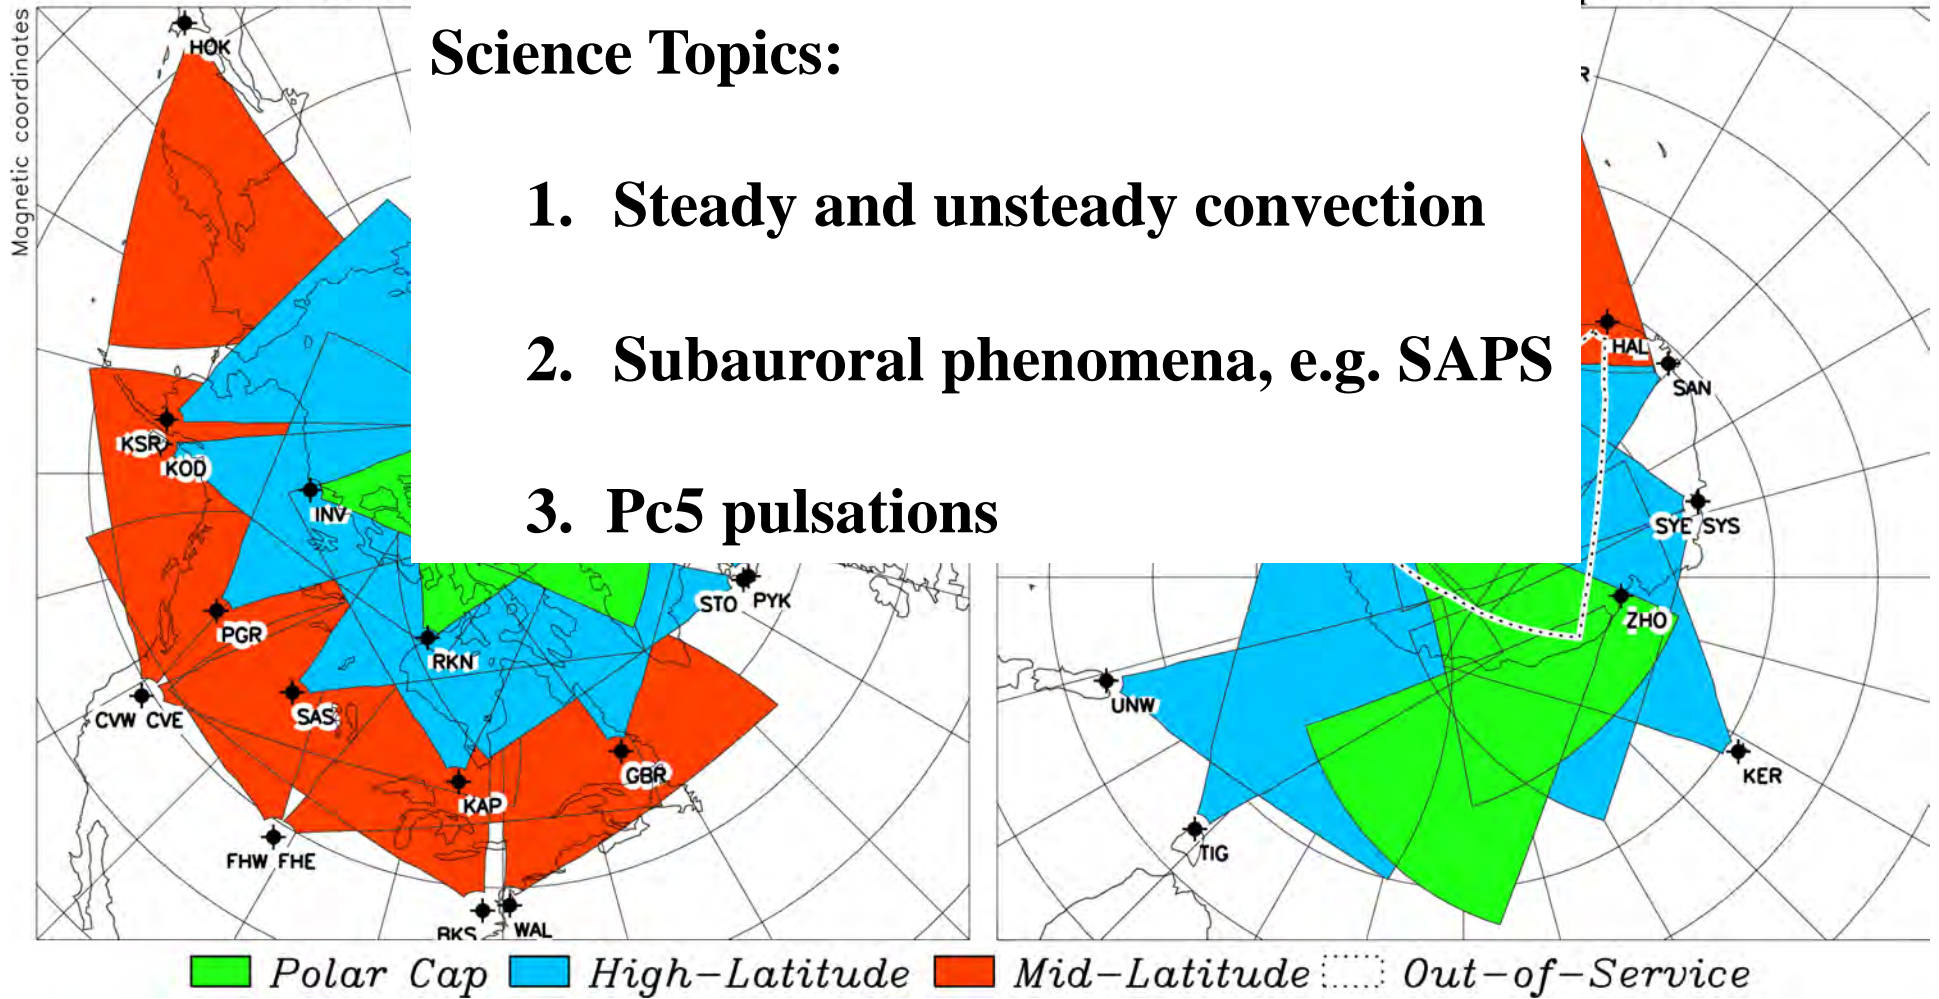 Magnetic coordinates
Science Topics:
1. Steady and unsteady convection
2. Subauroral phenomena, e.g. SAPS
3. Pc5 pulsations
HOK
KSR
KOD
INV
PGR
RKN
STO PYK
CVW CVE
SAS
GBR
KAP
FHW FHE
BKS WAL
R
HAL
SAN
SYE SYS
ZHO
UNW
KER
TIG
Polar Cap High-Latitude Mid-Latitude Out-of-Service